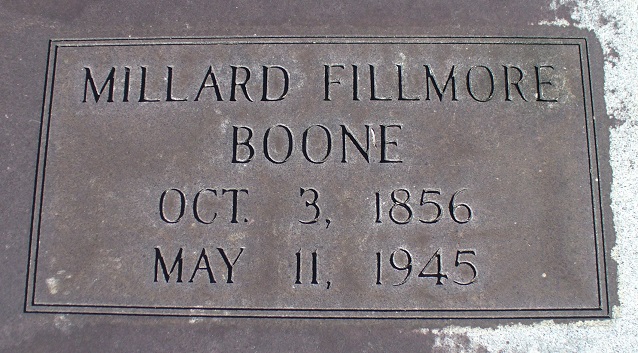 MILLARD FILLMORE
BOONE
OCT. 3, 1856
MAY 11, 1945